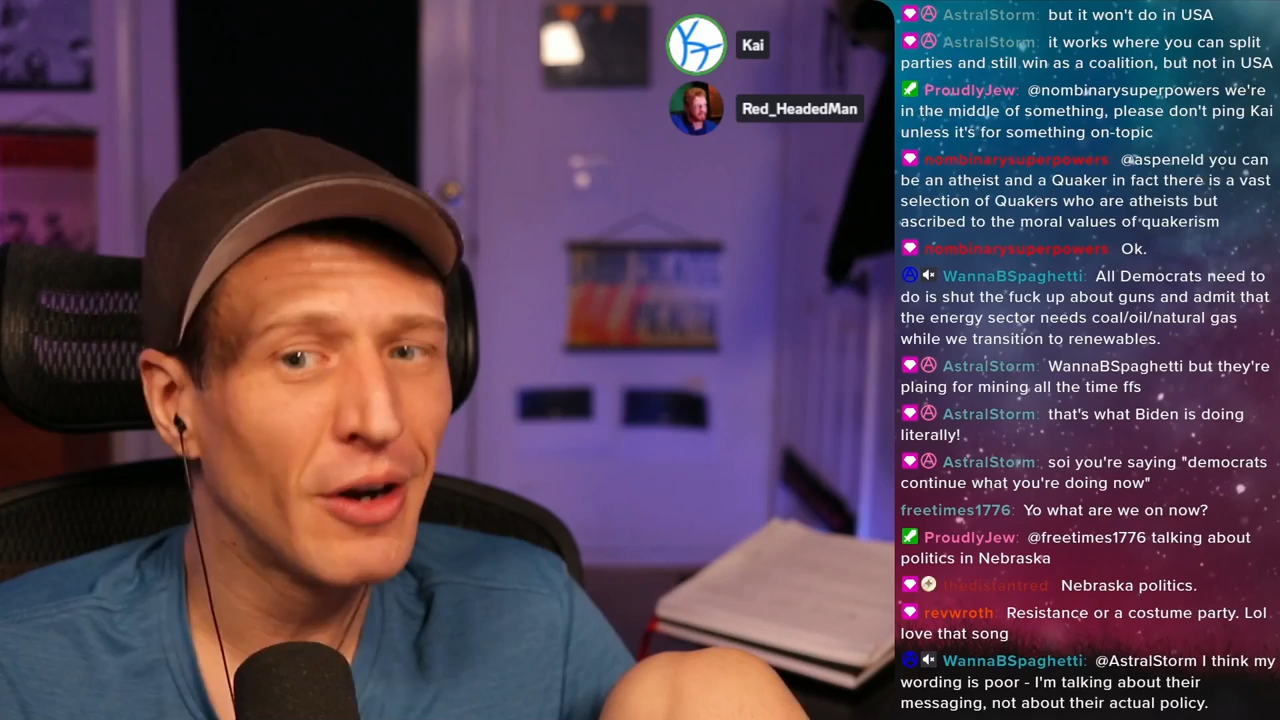 Kai
Red_HeadedMan
AstralStorm: but it won't do in USA
AstralStorm: it works where you can split
parties and still win as a coalition, but not in USA
ProudlyJew: @nombinarysuperpowers we're
in the middle of something, please don't ping Kai
unless it's for something on-topic
nombinarysuperpowers @aspeneld you can
be an atheist and a Quaker in fact there is a vast
selection of Quakers who are atheists but
ascribed to the moral values of quakerism
nombinarysuperpowers Ok.
WannaBSpaghetti: All Democrats need to
do is shut the fuck up about guns and admit that
the energy sector needs coal/oil/natural gas
while we transition to renewables.
AstralStorm: WannaBSpaghetti but they're
plaing for mining all the time ffs
AstralStorm: that's what Biden is doing
literally!
AstralStorm: soi you're saying "democrats
continue what you're doing now"
freetimes1776: Yo what are we on now?
ProudlyJew: @freetimes1776 talking about
politics in Nebraska
thedistantred Nebraska politics.
revwroth: Resistance or a costume party. Lol
love that song
WannaBSpaghetti: @AstralStorm I think my
wording is poor - I'm talking about their
messaging, not about their actual policy.